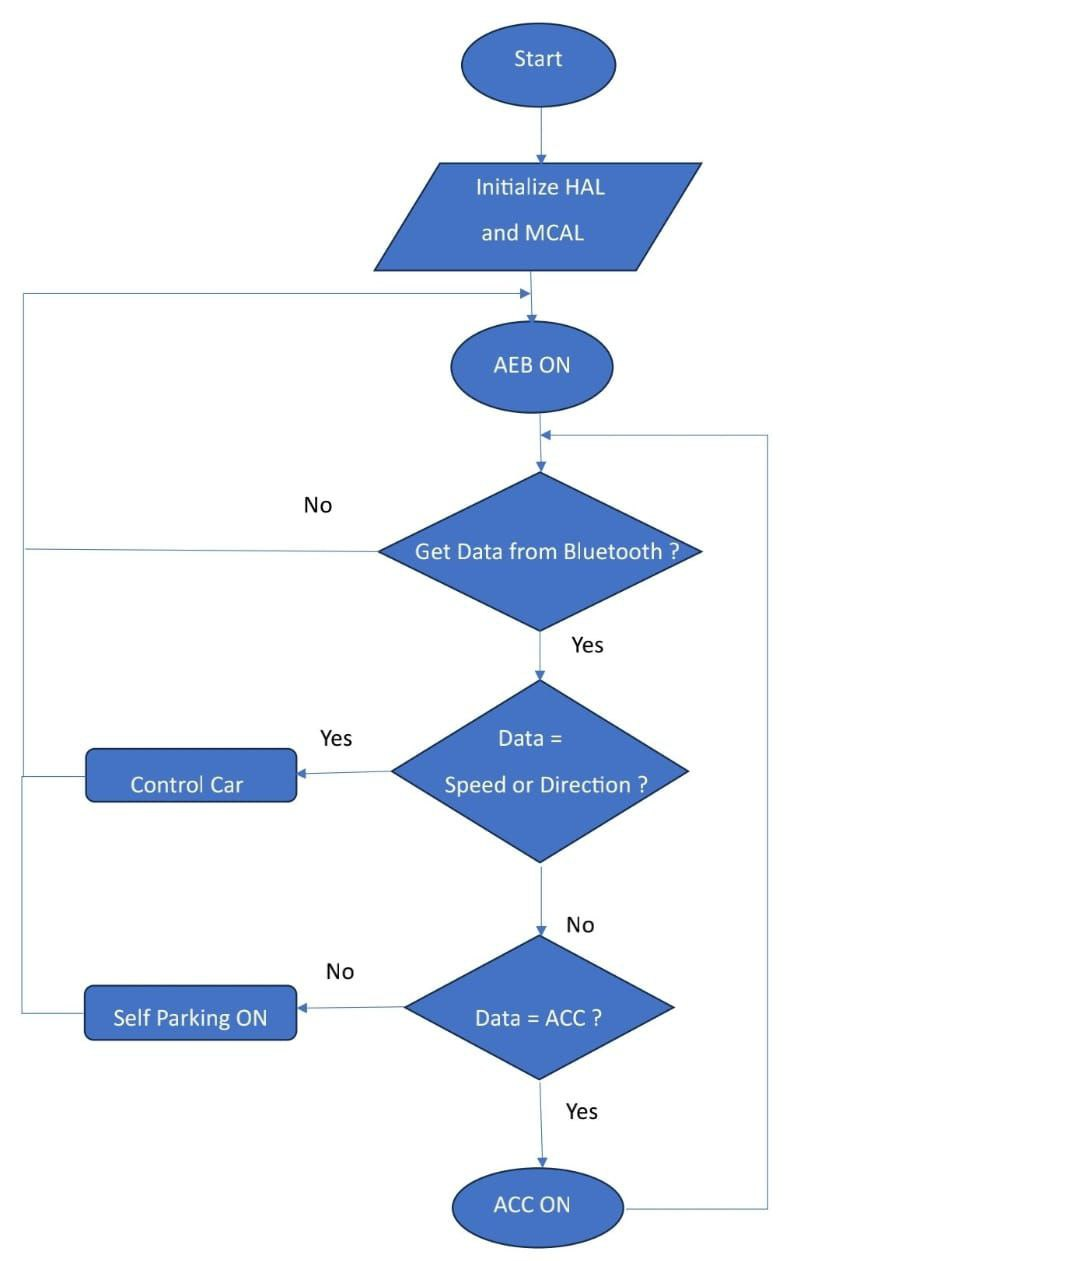 Start
Initialize HAL
and MCAL
AEB ON
No
Get Data from Bluetooth ?
Yes
Data =
Speed or Direction ?
Yes
Control Car
No
No
Data = ACC ?
Self Parking ON
Yes
ACC ON